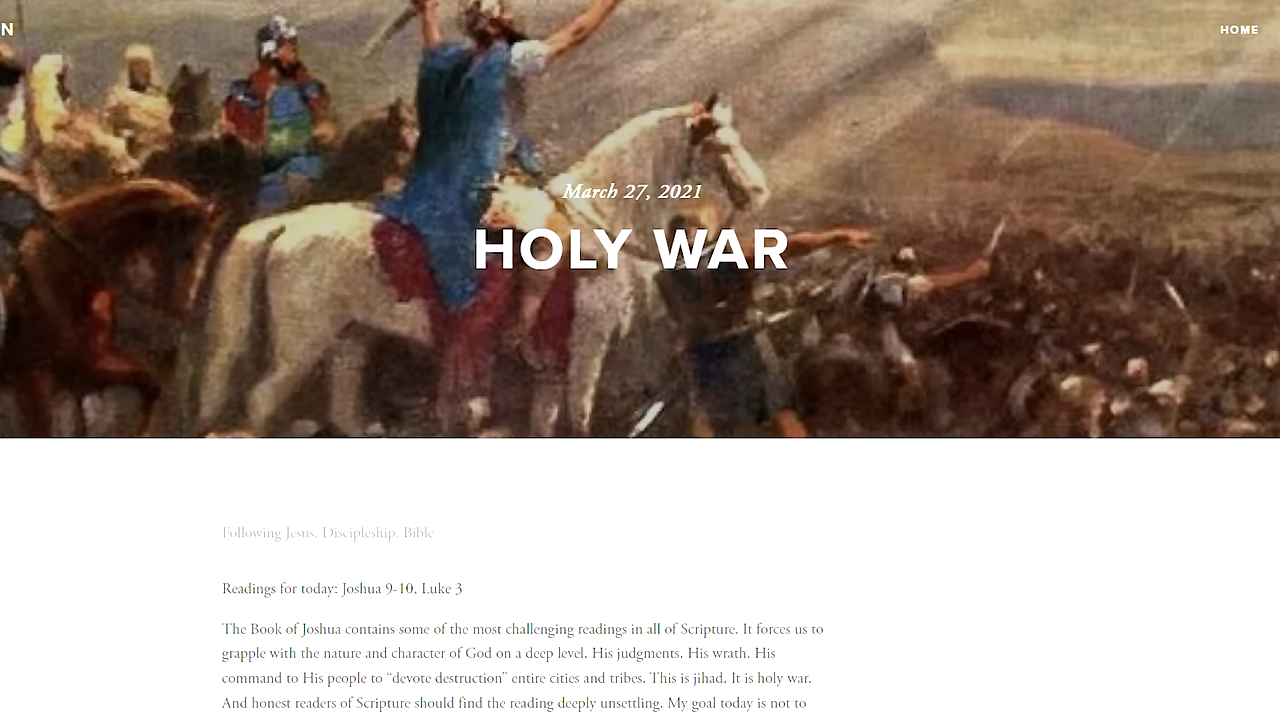 N
HOME
March 27, 2021
HOLY WAR
Following Jesus, Discipleship, Bible
Readings for today: Joshua 9-10, Luke 3
The Book of Joshua contains some of the most challenging readings in all of Scripture. It forces us to
grapple with the nature and character of God on a deep level. His judgments. His wrath. His
command to His people to “devote destruction” entire cities and tribes. This is jihad. It is holy war.
And honest readers of Scripture should find the reading deeply unsettling. My goal today is not to